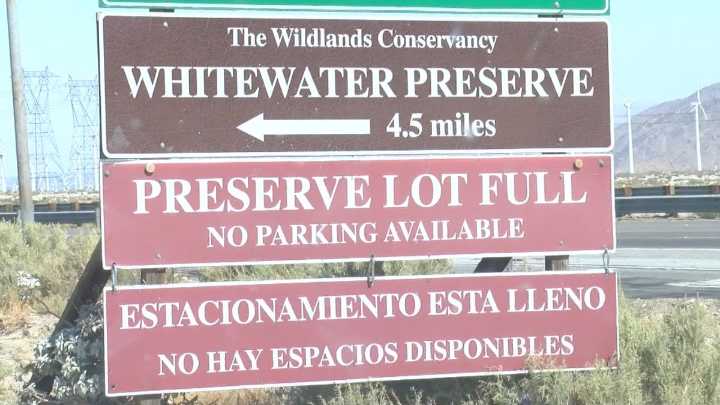 The Wildlands Conservancy
WHITEWATER PRESERVE
4.5 miles
PRESERVE LOT FULL
NO PARKING AVAILABLE
ESTACIONAMIENTO ESTA LLENO
NO HAY ESPACIOS DISPONIBLES